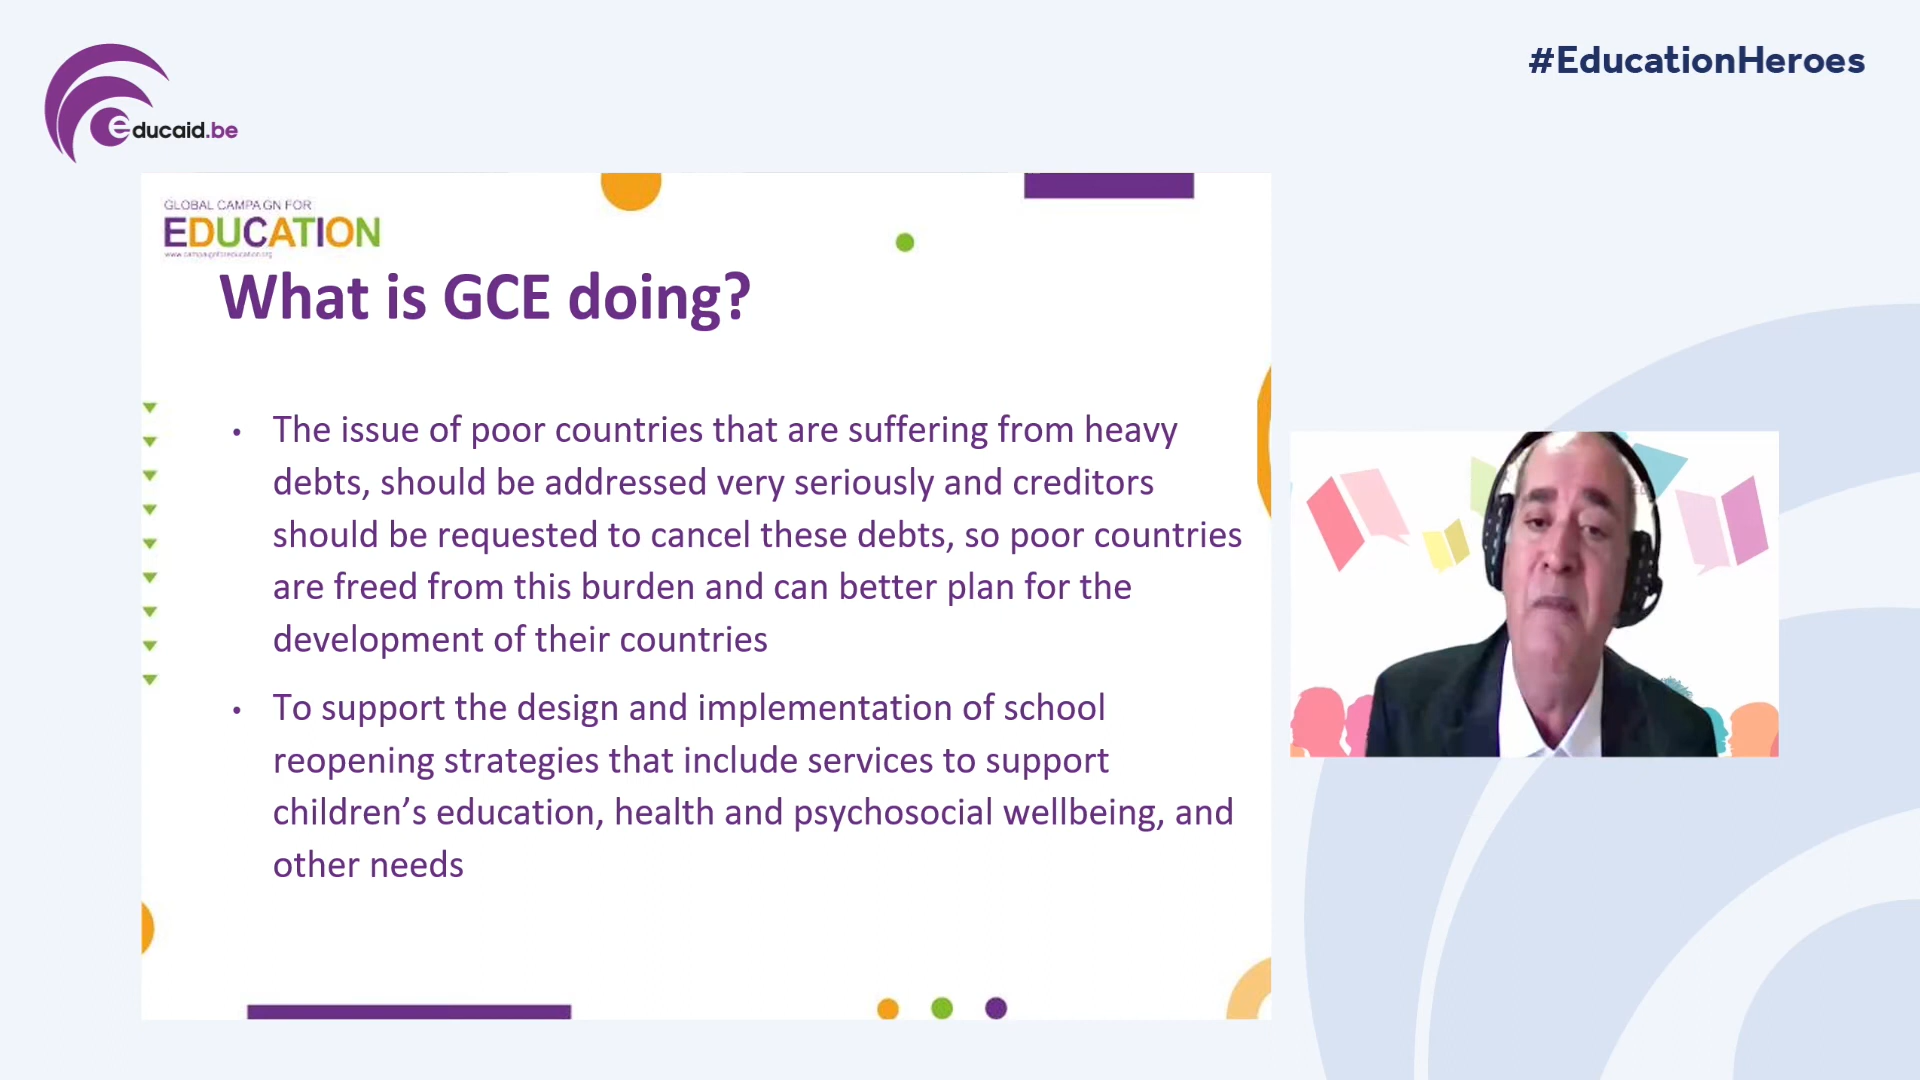 #EducationHeroes
educaid.be
GLOBAL CAMPAIGN FOR
EDUCATION
www.campaignforeducation.org
What is GCE doing?
• The issue of poor countries that are suffering from heavy
debts, should be addressed very seriously and creditors
should be requested to cancel these debts, so poor countries
are freed from this burden and can better plan for the
development of their countries
• To support the design and implementation of school
reopening strategies that include services to support
children’s education, health and psychosocial wellbeing, and
other needs